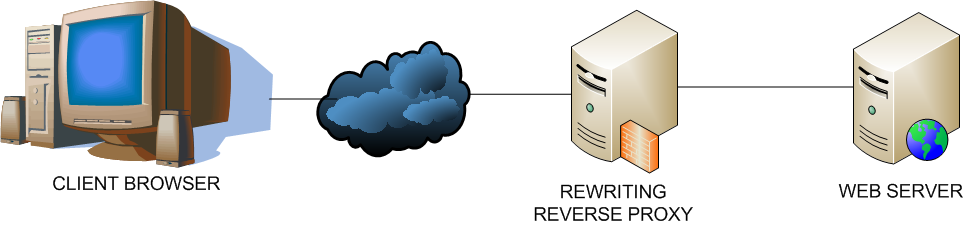 CLIENT BROWSER
REWRITING
REVERSE PROXY
WEB SERVER